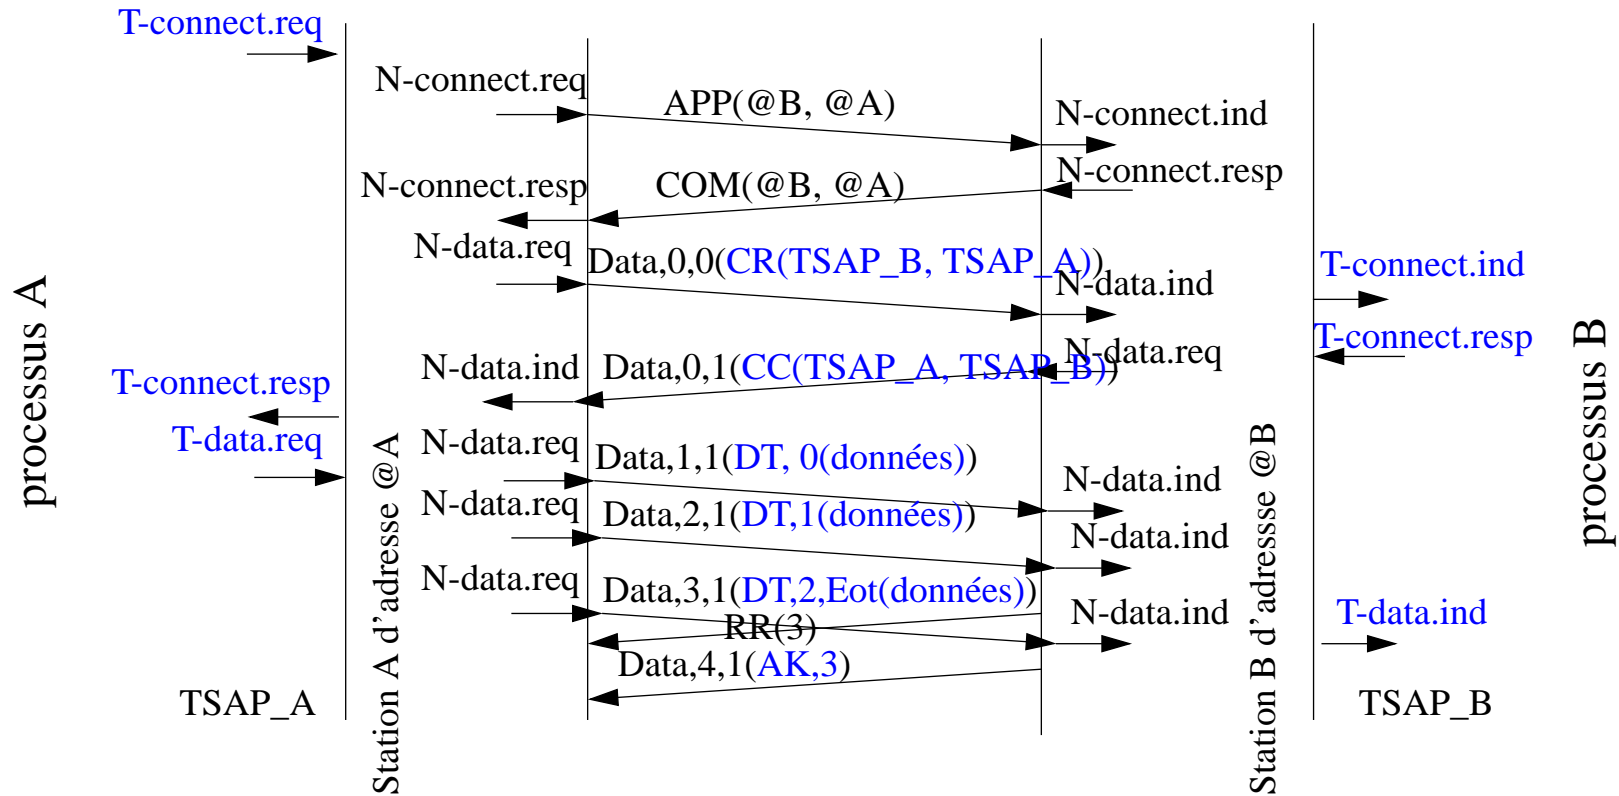 T-connect.req
N-connect.req
APP(@B, @A)
N-connect.ind
N-connect.resp
COM(@B, @A)
N-connect.resp
N-data.req
Data,0,0(CR(TSAP_B, TSAP_A))
N-data.ind
T-connect.ind
T-connect.resp
N-data.req
Data,0,1(CC(TSAP_A, TSAP_B))
N-data.ind
T-connect.resp
T-data.req
N-data.req
Data,1,1(DT, 0(données))
N-data.ind
N-data.req
Data,2,1(DT,1(données))
N-data.ind
N-data.req
Data,3,1(DT,2,Eot(données))
N-data.ind
T-data.ind
RR(3)
Data,4,1(AK,3)
TSAP_A
TSAP_B
processus A
Station A d’adresse @A
Station B d’adressse @B
processus B